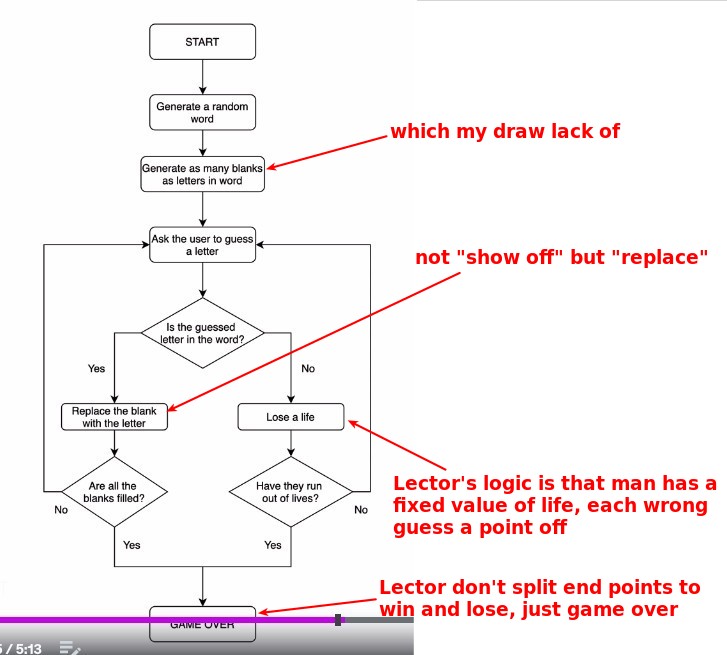 START
Generate a random
word
which my draw lack of
Generate as many blanks
as letters in word
Ask the user to guess
a letter
not "show off" but "replace"
Is the guessed
letter in the word?
Yes
No
Replace the blank
with the letter
Lose a life
Lector's logic is that man has a
fixed value of life, each wrong
guess a point off
Are all the
blanks filled?
Have they run
out of lives?
No
No
Yes
Yes
Lector don't split end points to
win and lose, just game over
GAME OVER
/ 5:13